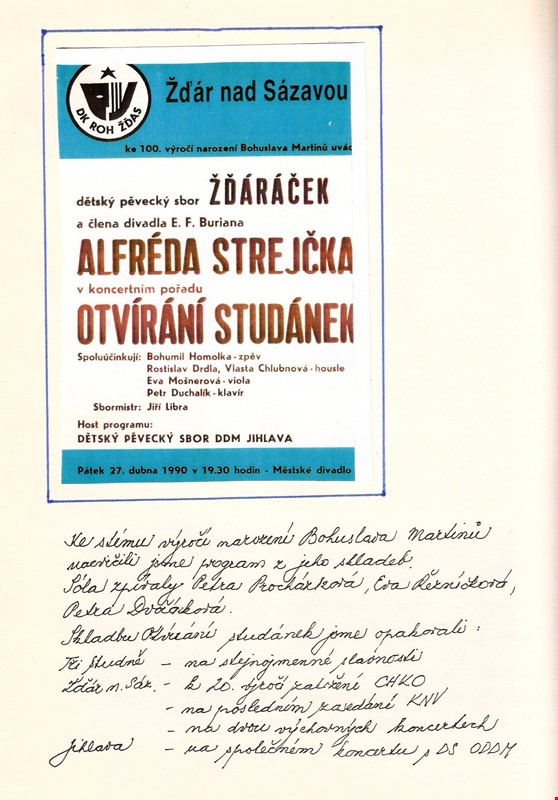 DK ROH ŽĎAS
Žďár nad Sázavou
ke 100. výročí narození Bohuslava Martinů uvác
dětský pěvecký sbor ŽĎÁRÁČEK
a člena divadla E. F. Buriana
ALFRÉDA STREJČKA
v koncertním pořadu
OTVÍRÁNÍ STUDÁNEK
Spoluúčinkují: Bohumil Homolka - zpěv
Rostislav Drdla, Vlasta Chlubnová - housle
Eva Mošnerová - viola
Petr Duchalík - klavír
Sbormistr: Jiří Libra
Host programu:
DĚTSKÝ PĚVECKÝ SBOR DDM JIHLAVA
Pátek 27. dubna 1990 v 19.30 hodin - Městské divadlo
Ke stému výročí narození Bohuslava Martinů
nacvičili jsme program z jeho skladeb.
Sóla zpívaly Petra Procházková, Eva Řezníčková,
Petra Dvořáková.
Skladbu Otvírání studánek jsme opakovali :
Tři Studně - na stejnojmenné slavnosti
Žďár n. Sáz. - k 20. výročí založení CHKO
- na posledním zasedání KNV
- na dvou výchovných koncertech
Jihlava - na společném koncertu s DS ODDM